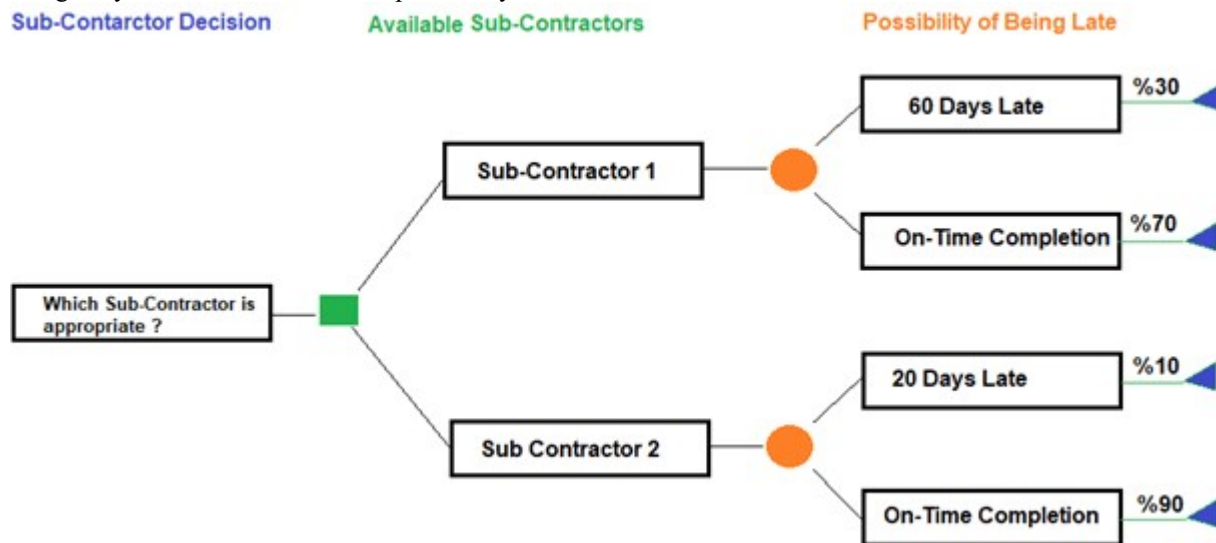 Sub-Contarctor Decision
Available Sub-Contractors
Possibility of Being Late
60 Days Late
%30
Sub-Contractor 1
On-Time Completion
%70
Which Sub-Contractor is
appropriate ?
20 Days Late
%10
Sub Contractor 2
On-Time Completion
%90